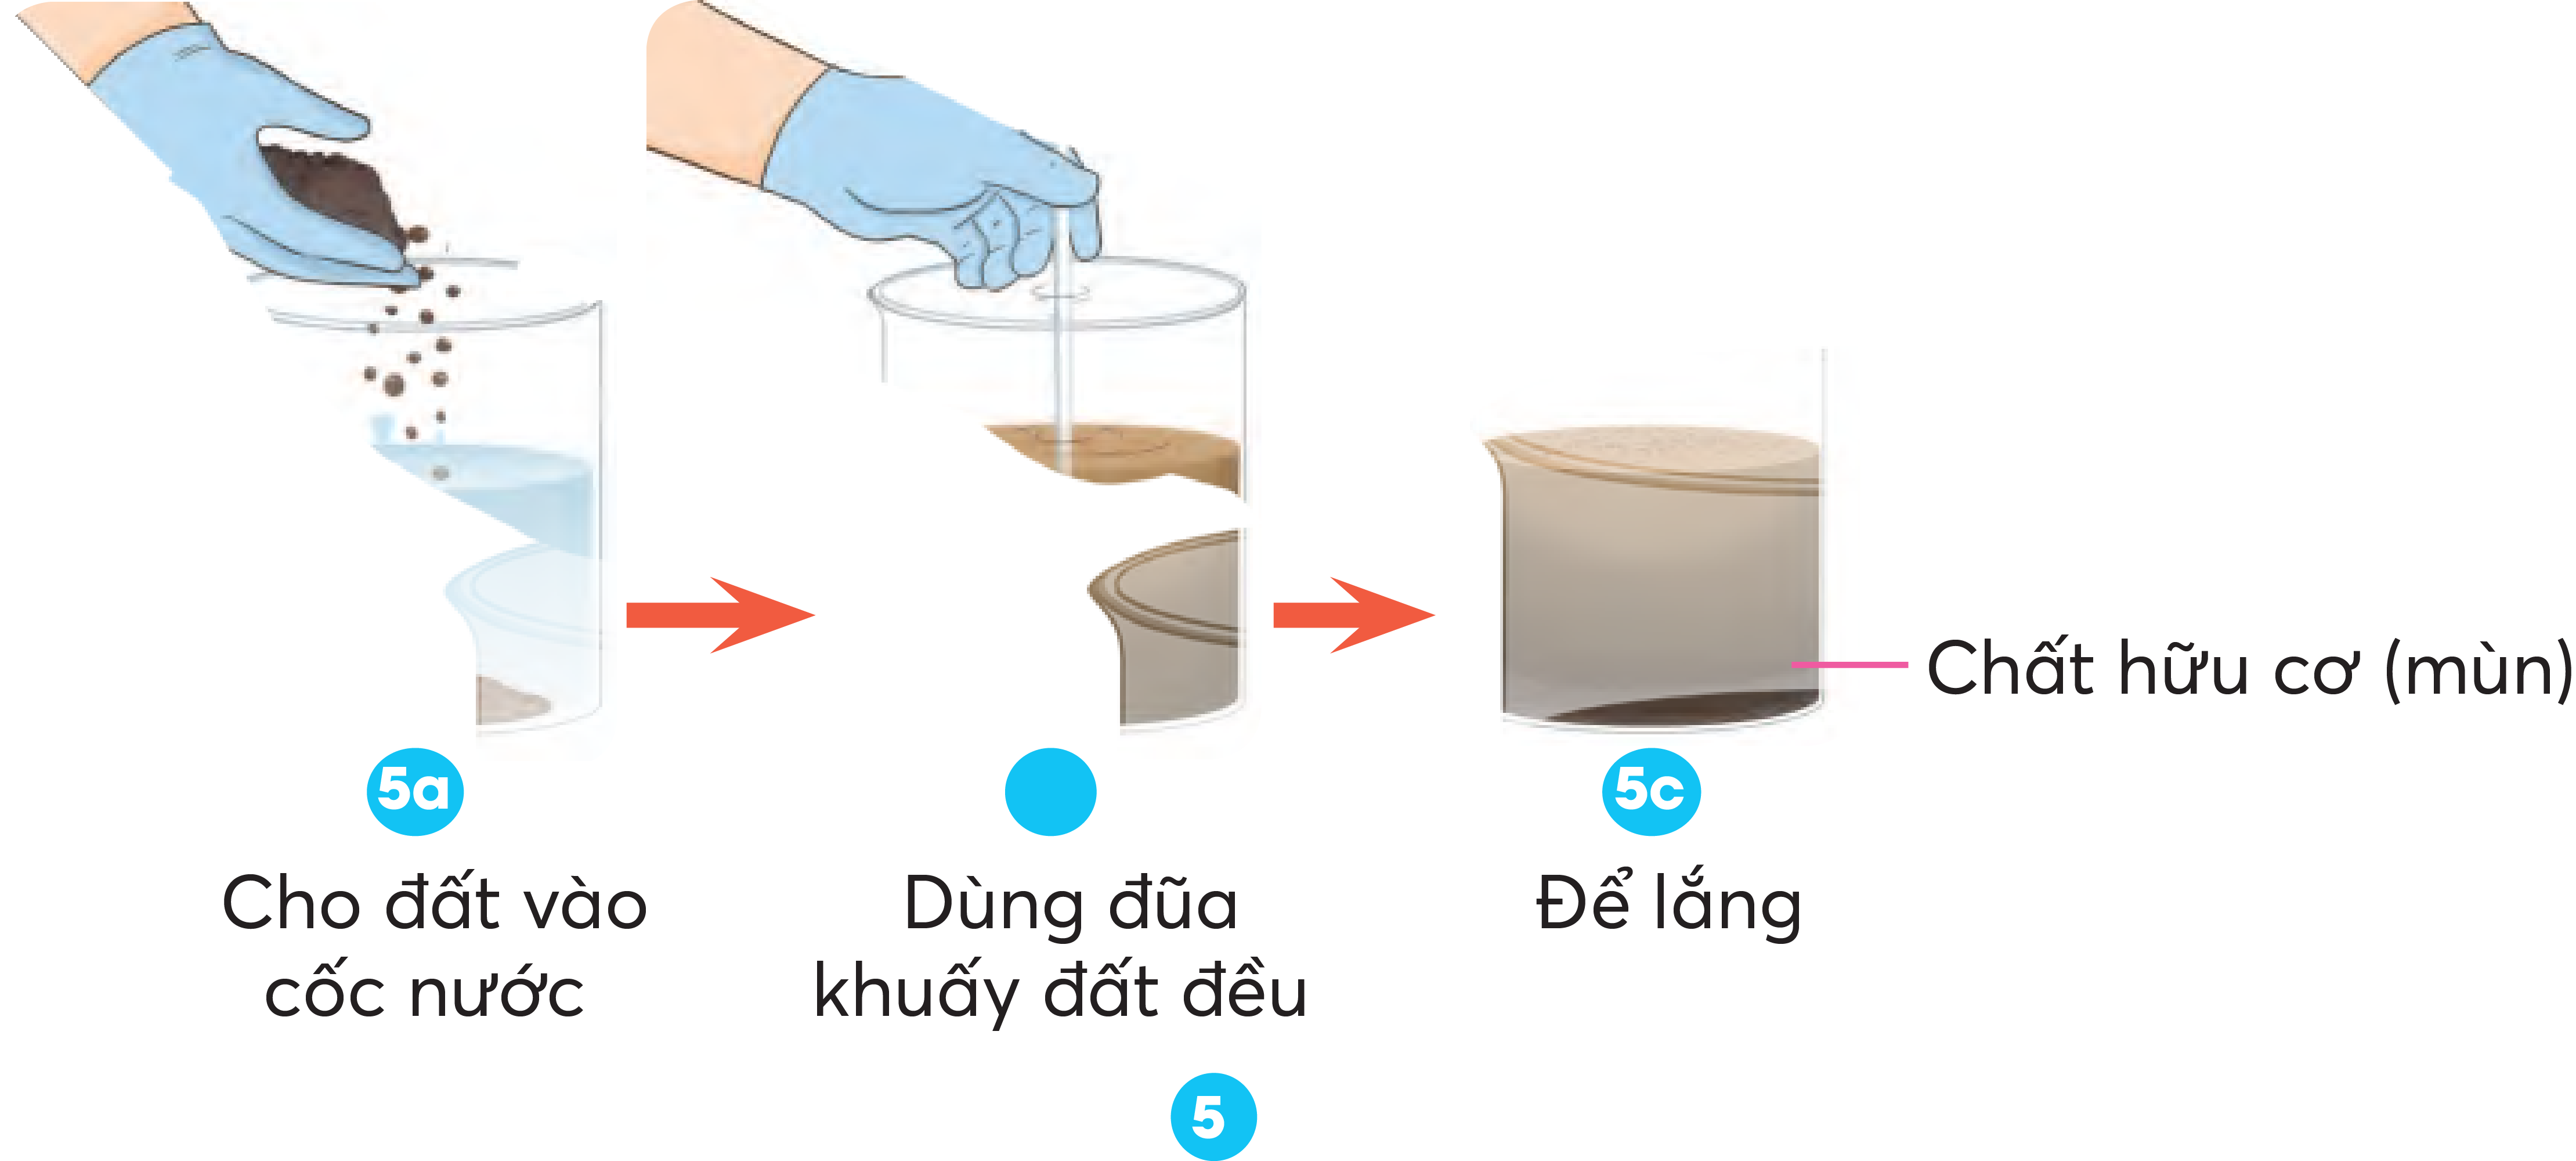 Chất hữu cơ (mùn)
5a
5c
Cho đất vào
cốc nước
Dùng đũa
khuấy đất đều
Để lắng
5